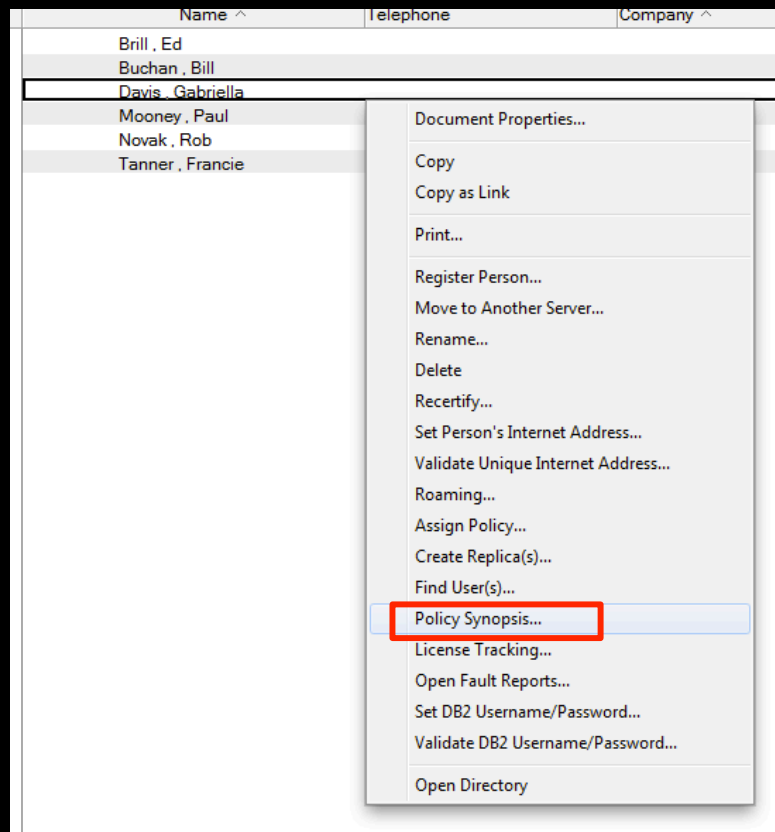 Name ^ Telephone Company ^
Brill , Ed
Buchan , Bill
Davis , Gabriella
Mooney , Paul
Novak , Rob
Tanner , Francie
Document Properties...
Copy
Copy as Link
Print...
Register Person...
Move to Another Server...
Rename...
Delete
Recertify...
Set Person's Internet Address...
Validate Unique Internet Address...
Roaming...
Assign Policy...
Create Replica(s)...
Find User(s)...
Policy Synopsis...
License Tracking...
Open Fault Reports...
Set DB2 Username/Password...
Validate DB2 Username/Password...
Open Directory